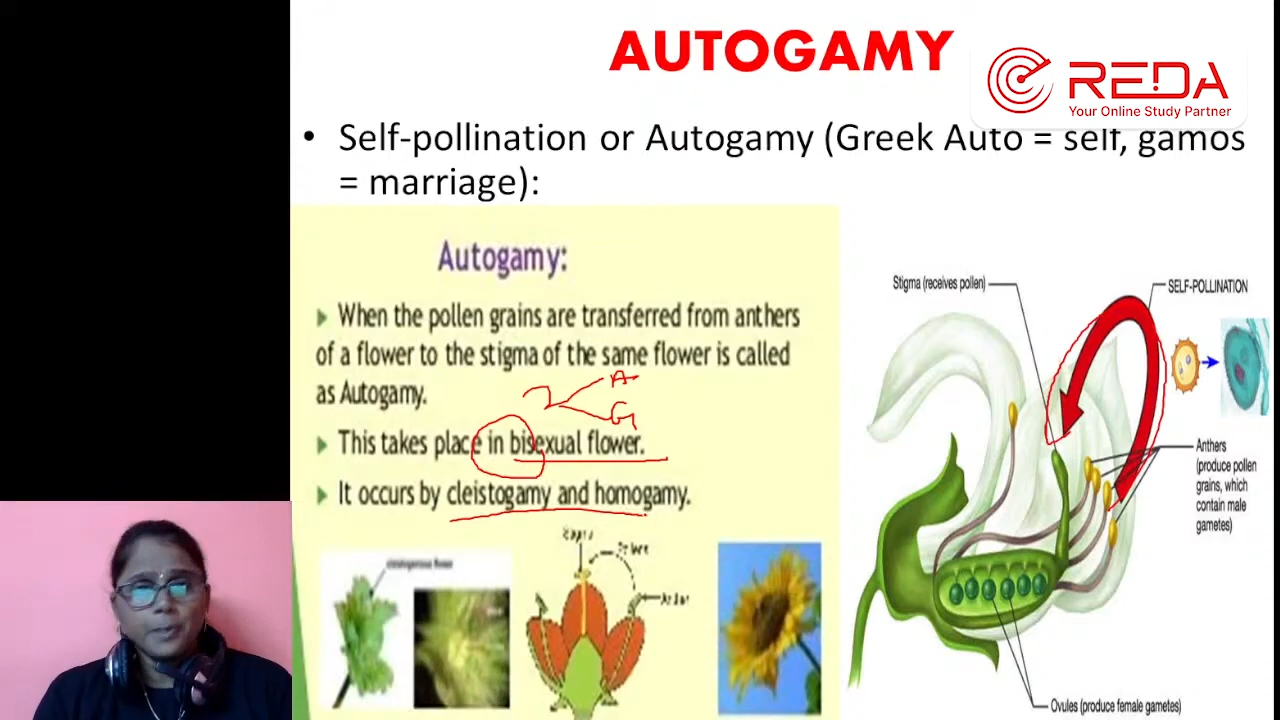 AUTOGAMY
REDA
Your Online Study Partner
• Self-pollination or Autogamy (Greek Auto = self, gamos
= marriage):
Autogamy:
When the pollen grains are transferred from anthers
of a flower to the stigma of the same flower is called
as Autogamy.
A
G
This takes place in bisexual flower.
It occurs by cleistogamy and homogamy.
Stigma (receives pollen)
SELF-POLLINATION
Anthers
(produce pollen
grains, which
contain male
gametes)
Ovules (produce female gametes)